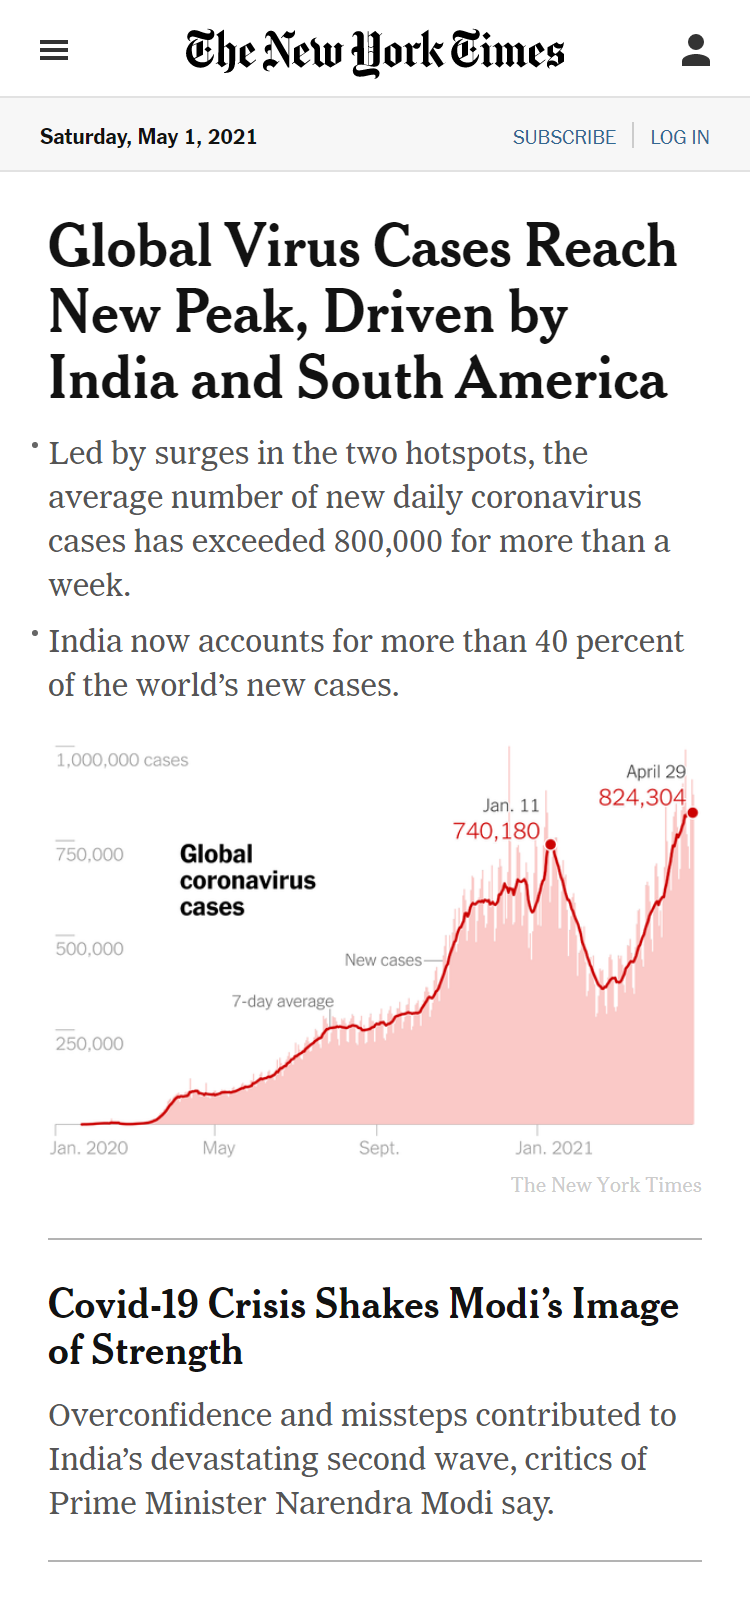 The New York Times
Saturday, May 1, 2021
SUBSCRIBE
LOG IN
Global Virus Cases Reach
New Peak, Driven by
India and South America
• Led by surges in the two hotspots, the
average number of new daily coronavirus
cases has exceeded 800,000 for more than a
week.
• India now accounts for more than 40 percent
of the world’s new cases.
1,000,000 cases
April 29
824,304
Jan. 11
740,180
750,000
Global
coronavirus
cases
500,000
New cases
7-day average
250,000
Jan. 2020
May
Sept.
Jan. 2021
The New York Times
Covid-19 Crisis Shakes Modi’s Image
of Strength
Overconfidence and missteps contributed to
India’s devastating second wave, critics of
Prime Minister Narendra Modi say.